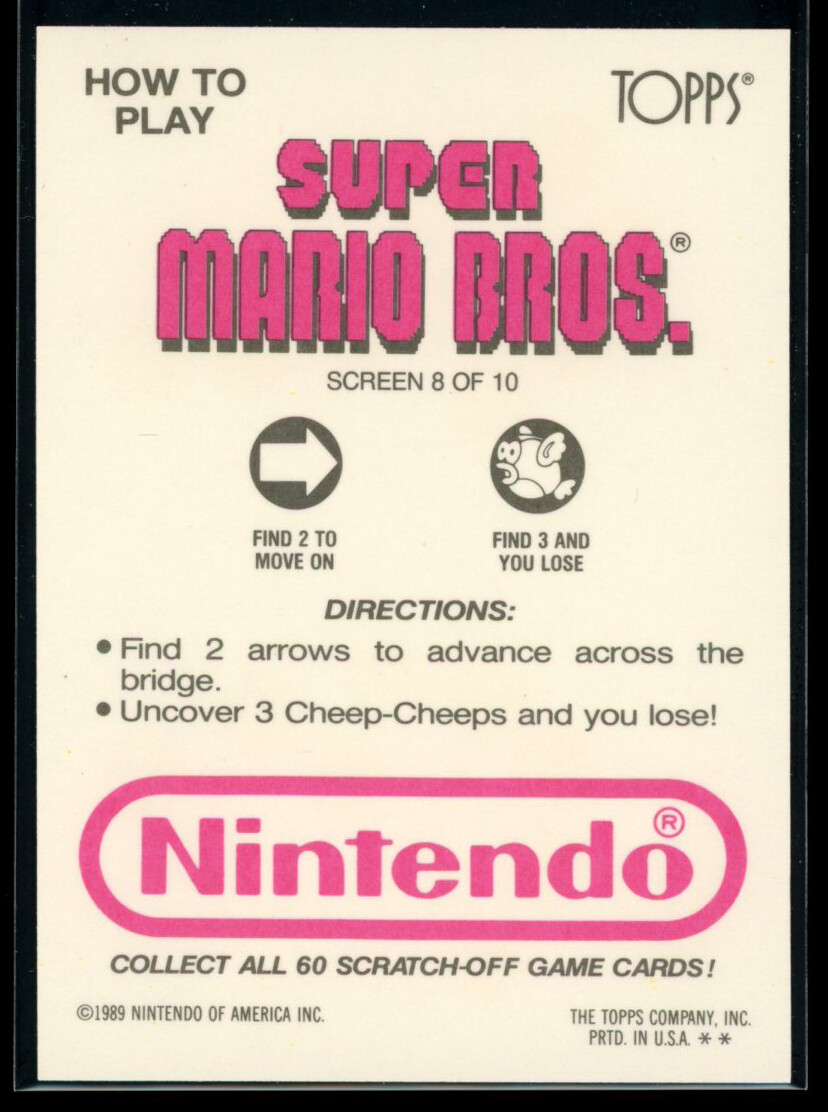 HOW TO
PLAY
TOPPS®
SUPER
MARIO BROS.®
SCREEN 8 OF 10
FIND 2 TO
MOVE ON
FIND 3 AND
YOU LOSE
DIRECTIONS:
● Find 2 arrows to advance across the
bridge.
● Uncover 3 Cheep-Cheeps and you lose!
Nintendo®
COLLECT ALL 60 SCRATCH-OFF GAME CARDS!
©1989 NINTENDO OF AMERICA INC.
THE TOPPS COMPANY, INC.
PRTD. IN U.S.A. * *